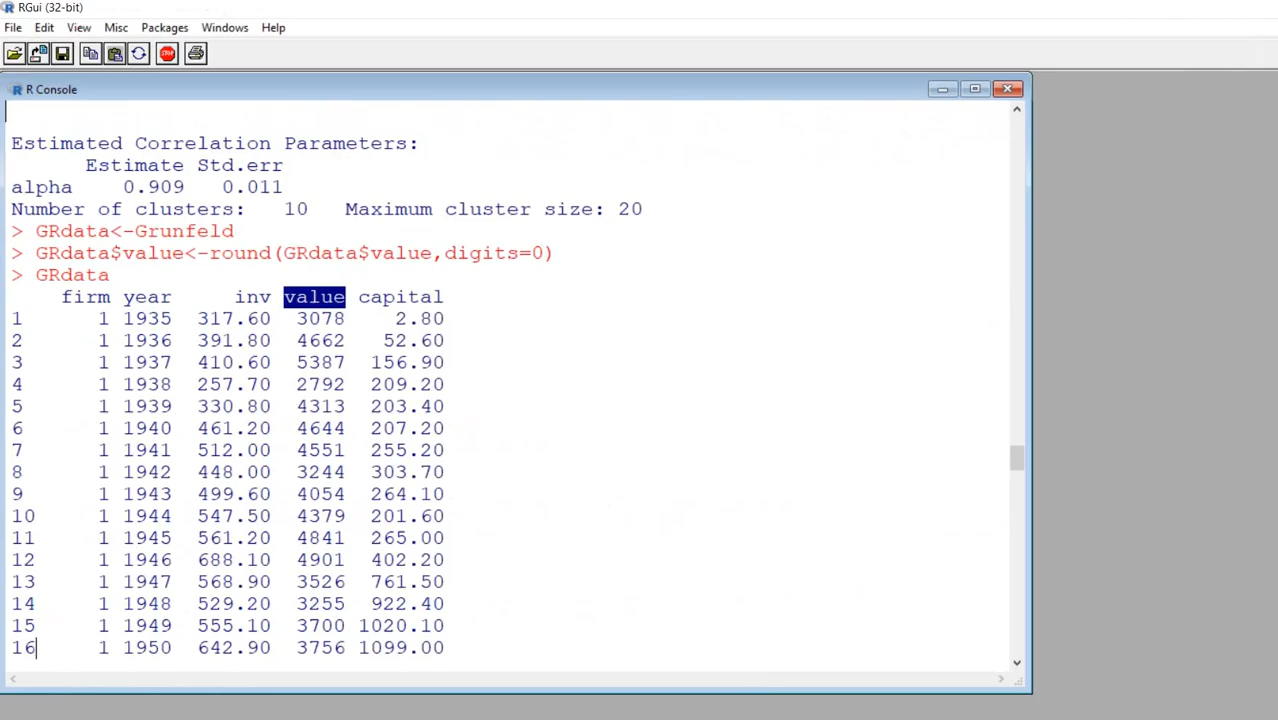 RGui (32-bit)
File Edit View Misc Packages Windows Help
STOP
R Console
Estimated Correlation Parameters:
Estimate Std.err
alpha 0.909 0.011
Number of clusters: 10 Maximum cluster size: 20
> GRdata<-Grunfeld
> GRdata$value<-round(GRdata$value,digits=0)
> GRdata
firm year inv value capital
1 1 1935 317.60 3078 2.80
2 1 1936 391.80 4662 52.60
3 1 1937 410.60 5387 156.90
4 1 1938 257.70 2792 209.20
5 1 1939 330.80 4313 203.40
6 1 1940 461.20 4644 207.20
7 1 1941 512.00 4551 255.20
8 1 1942 448.00 3244 303.70
9 1 1943 499.60 4054 264.10
10 1 1944 547.50 4379 201.60
11 1 1945 561.20 4841 265.00
12 1 1946 688.10 4901 402.20
13 1 1947 568.90 3526 761.50
14 1 1948 529.20 3255 922.40
15 1 1949 555.10 3700 1020.10
16 1 1950 642.90 3756 1099.00